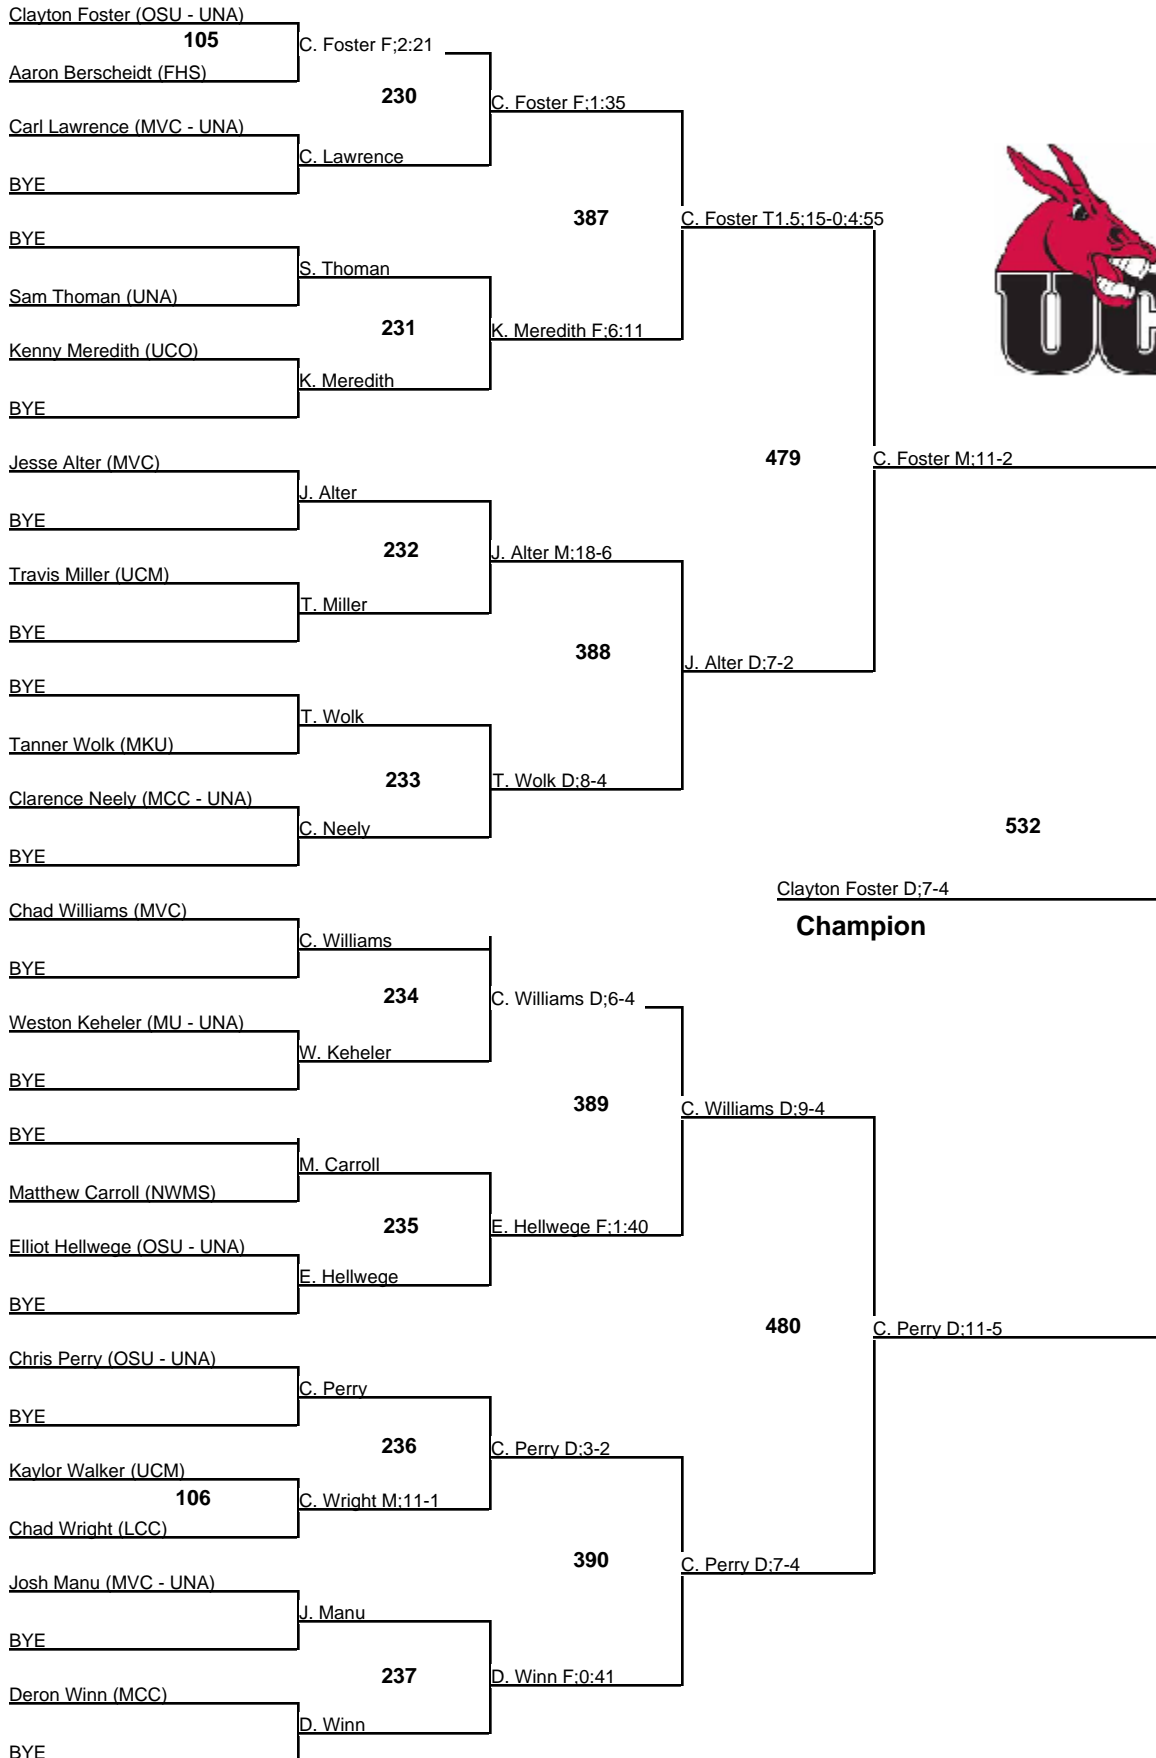 Clayton Foster (OSU - UNA)
105
C. Foster F;2:21
Aaron Berscheidt (FHS)
230
C. Foster F;1:35
Carl Lawrence (MVC - UNA)
C. Lawrence
BYE
387
C. Foster T1.5;15-0;4:55
BYE
S. Thoman
Sam Thoman (UNA)
231
K. Meredith F;6:11
Kenny Meredith (UCO)
K. Meredith
BYE
UC
479
C. Foster M;11-2
Jesse Alter (MVC)
J. Alter
BYE
232
J. Alter M;18-6
Travis Miller (UCM)
T. Miller
BYE
388
J. Alter D;7-2
BYE
T. Wolk
Tanner Wolk (MKU)
233
T. Wolk D;8-4
Clarence Neely (MCC - UNA)
C. Neely
BYE
532
Clayton Foster D;7-4
Champion
Chad Williams (MVC)
C. Williams
BYE
234
C. Williams D;6-4
Weston Keheler (MU - UNA)
W. Keheler
BYE
389
C. Williams D;9-4
BYE
M. Carroll
Matthew Carroll (NWMS)
235
E. Hellwege F;1:40
Elliot Hellwege (OSU - UNA)
E. Hellwege
BYE
480
C. Perry D;11-5
Chris Perry (OSU - UNA)
C. Perry
BYE
236
C. Perry D;3-2
Kaylor Walker (UCM)
106
C. Wright M;11-1
Chad Wright (LCC)
390
C. Perry D;7-4
Josh Manu (MVC - UNA)
J. Manu
BYE
237
D. Winn F;0:41
Deron Winn (MCC)
D. Winn
BYE